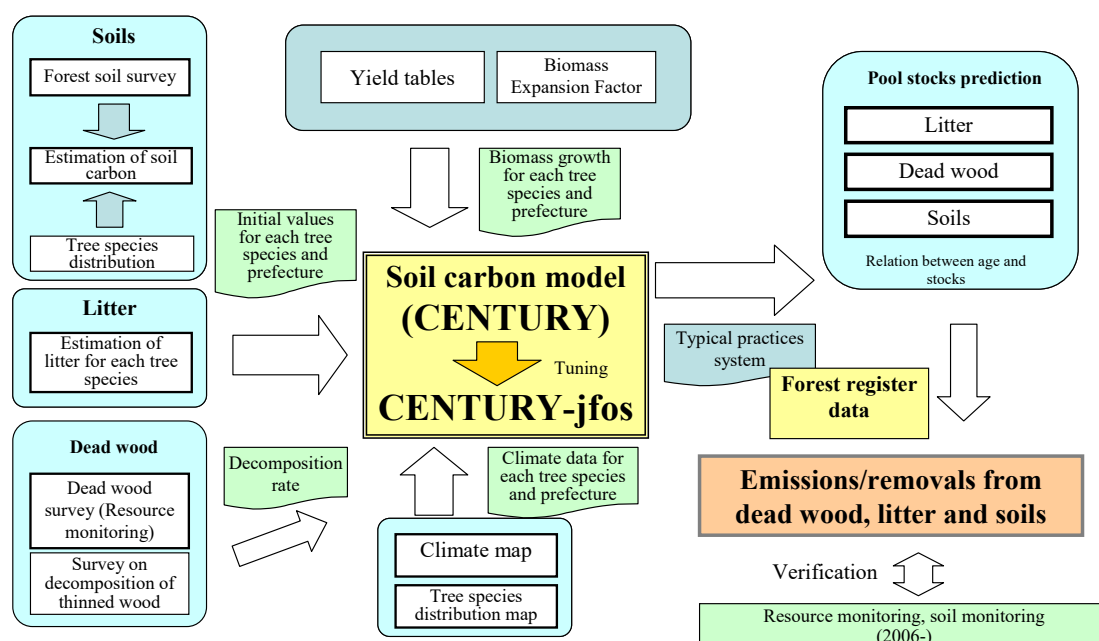 Soils
Forest soil survey
Estimation of soil
carbon
Tree species
distribution
Litter
Estimation of
litter for each tree
species
Dead wood
Dead wood
survey (Resource
monitoring)
Survey on
decomposition of
thinned wood
Yield tables
Biomass
Expansion Factor
Biomass growth
for each tree
species and
prefecture
Initial values
for each tree
species and
prefecture
Decomposition
rate
Soil carbon model
(CENTURY)
Tuning
CENTURY-jfos
Climate data for
each tree species
and prefecture
Climate map
Tree species
distribution map
Pool stocks prediction
Litter
Dead wood
Soils
Relation between age and
stocks
Typical practices
system
Forest register
data
Emissions/removals from
dead wood, litter and soils
Verification
Resource monitoring, soil monitoring
(2006-)